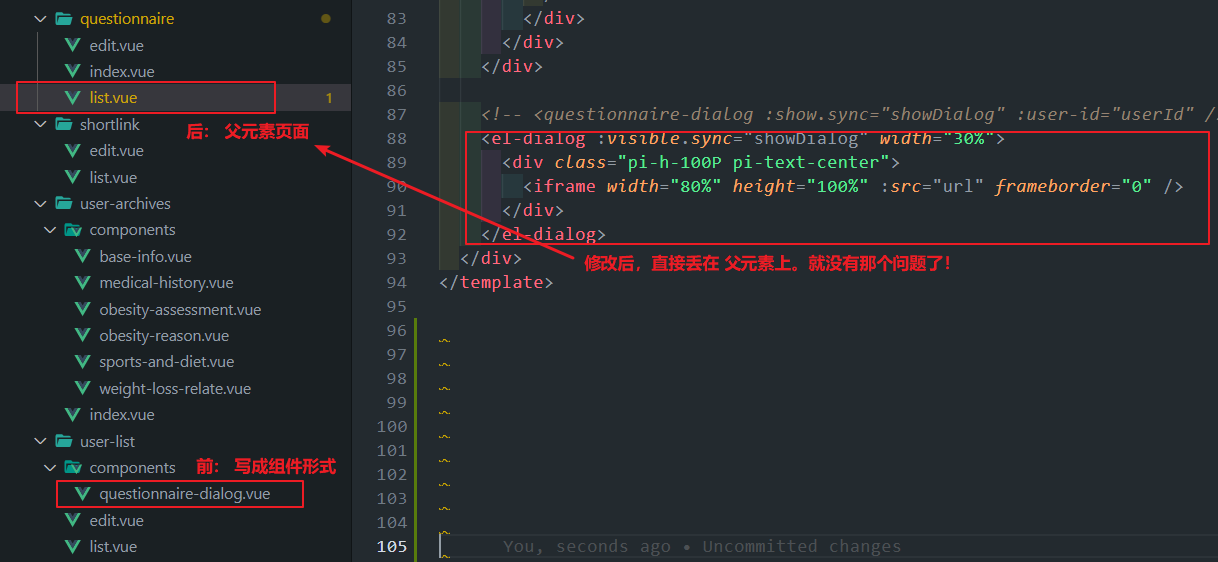 questionnaire
edit.vue
index.vue
list.vue 1
后： 父元素页面
shortlink
edit.vue
list.vue
user-archives
components
base-info.vue
medical-history.vue
obesity-assessment.vue
obesity-reason.vue
sports-and-diet.vue
weight-loss-relate.vue
index.vue
user-list
components
前： 写成组件形式
questionnaire-dialog.vue
edit.vue
list.vue
83 </div>
84 </div>
85 </div>
86
87 <!-- <questionnaire-dialog :show.sync="showDialog" :user-id="userId" /
88 <el-dialog :visible.sync="showDialog" width="30%">
89 <div class="pi-h-100P pi-text-center">
90 <iframe width="80%" height="100%" :src="url" frameborder="0" />
91 </div>
92 </el-dialog>
93 </div>
修改后，直接丢在 父元素上。就没有那个问题了！
94 </template>
95
96
97
98
99
100
101
102
103
104
105 You, seconds ago • Uncommitted changes